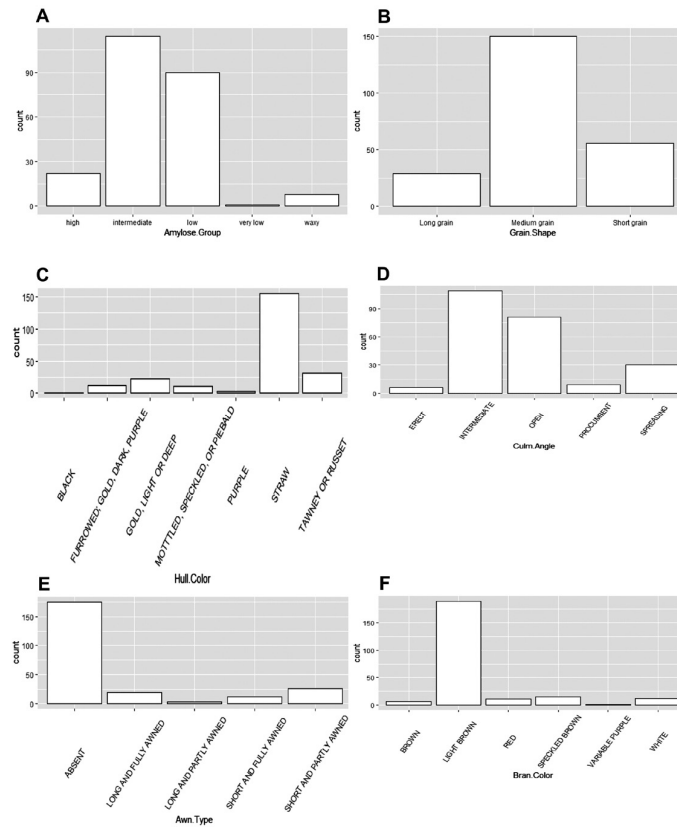 A
count
90
60
30
0
high intermediate low very low waxy
Amylose.Group
B
count
150
100
50
0
Long grain Medium grain Short grain
Grain.Shape
C
count
150
100
50
0
BLACK
FURROWED; GOLD, DARK, PURPLE
GOLD, LIGHT OR DEEP
MOTTTLED, SPECKLED, OR PIEBALD
PURPLE
STRAW
TAWNEY OR RUSSET
Hull.Color
D
count
90
60
30
0
ERECT
INTERMEDIATE
OPEN
PROCUMBENT
SPREADING
Culm.Angle
E
count
150
100
50
0
ABSENT
LONG AND FULLY AWNED
LONG AND PARTLY AWNED
SHORT AND FULLY AWNED
SHORT AND PARTLY AWNED
Awn.Type
F
count
150
100
50
0
BROWN
LIGHT BROWN
RED
SPECKLED BROWN
VARIABLE PURPLE
WHITE
Bran.Color